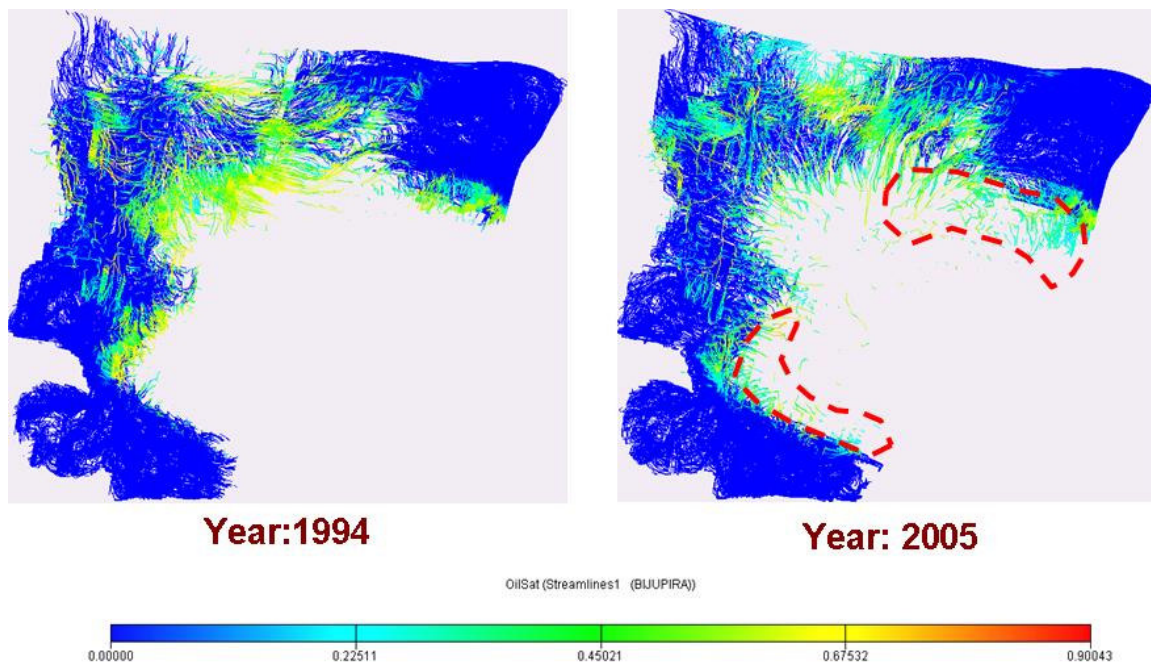 Year:1994
Year: 2005
OilSat (Streamlines1 (BIJUPIRA))
0.00000 0.22511 0.45021 0.67532 0.90043